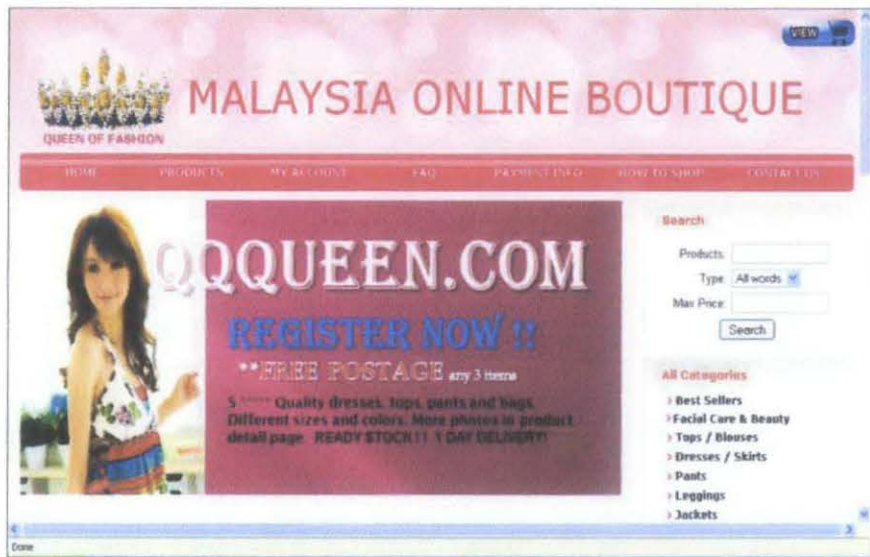 VIEW
MALAYSIA ONLINE BOUTIQUE
QUEEN OF FASHION
HOME PRODUCTS MY ACCOUNT FAQ PAYMENT INFO HOW TO SHOP CONTACT US
QQQUEEN.COM
REGISTER NOW !!
**FREE POSTAGE any 3 items
5 ***** Quality dresses, tops, pants and bags.
Different sizes and colors. More photos in product
detail page. READY STOCK!! 1 DAY DELIVERY!
Search
Products:
Type: All words
Max Price:
Search
All Categories
› Best Sellers
› Facial Care & Beauty
› Tops / Blouses
› Dresses / Skirts
› Pants
› Leggings
› Jackets
Done